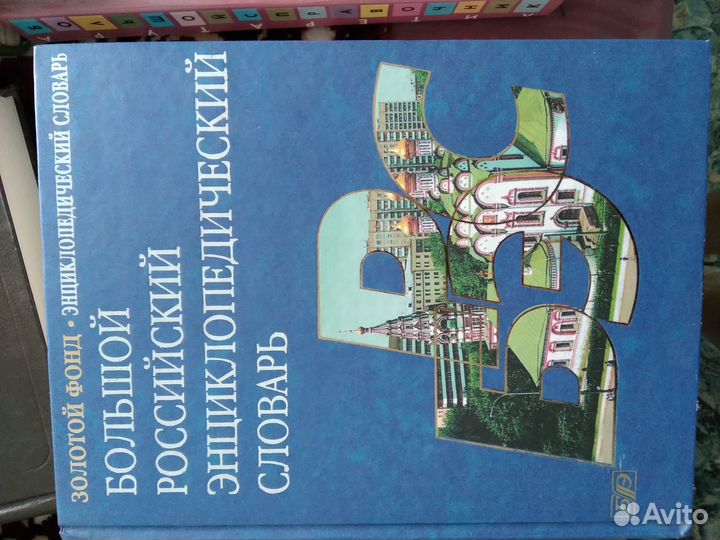 ЗОЛОТОЙ ФОНД • ЭНЦИКЛОПЕДИЧЕСКИЙ СЛОВАРЬ
БОЛЬШОЙ
РОССИЙСКИЙ
ЭНЦИКЛОПЕДИЧЕСКИЙ
СЛОВАРЬ
БРЭС
Avito